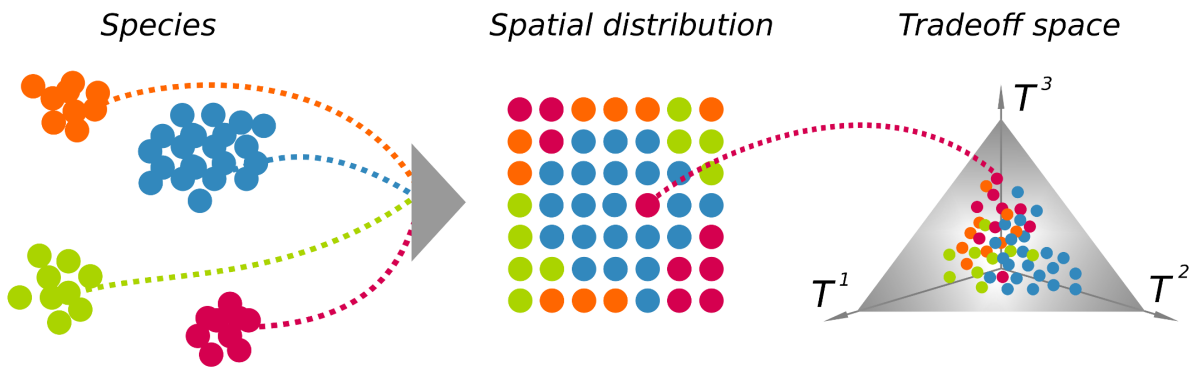 Species
Spatial distribution
Tradeoff space
T³
T¹
T²